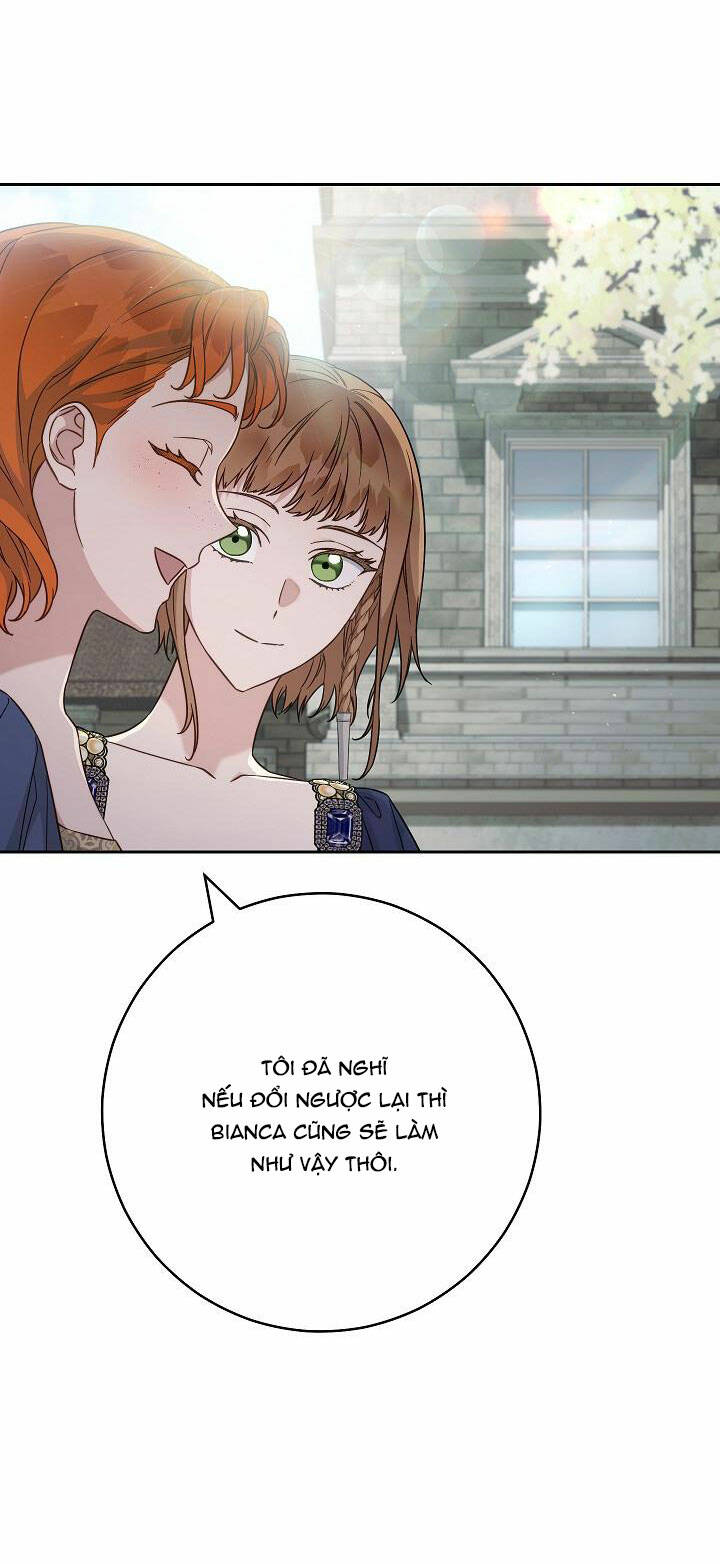 TÔI ĐÃ NGHĨ
NẾU ĐỔI NGƯỢC LẠI THÌ
BIANCA CŨNG SẼ LÀM
NHƯ VẬY THÔI.